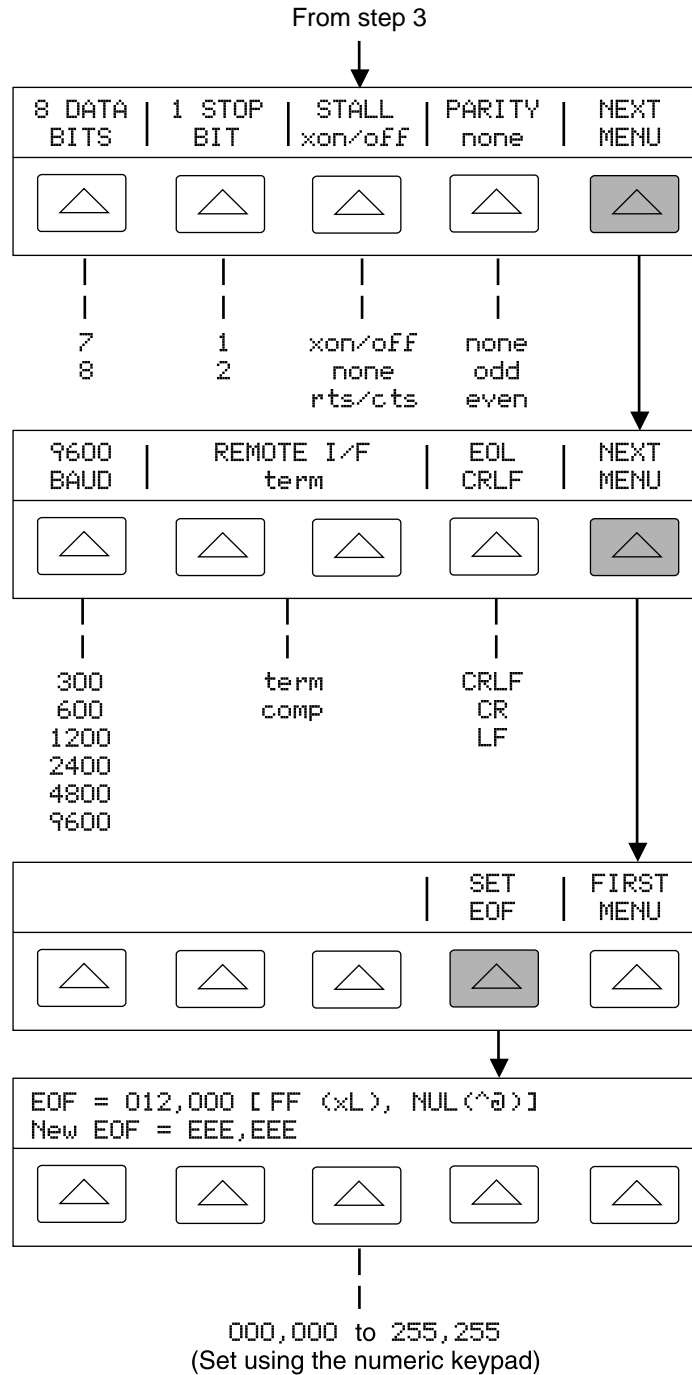 From step 3
8 DATA | 1 STOP | STALL | PARITY | NEXT
BITS | BIT | xon/off | none | MENU
7 1 xon/off none
8 2 none odd
rts/cts even
9600 | REMOTE I/F | EOL | NEXT
BAUD | term | CRLF | MENU
300 term CRLF
600 comp CR
1200 LF
2400
4800
9600
| SET | FIRST
| EOF | MENU
EOF = 012,000 [FF (xL), NUL(^@)]
New EOF = EEE,EEE
000,000 to 255,255
(Set using the numeric keypad)